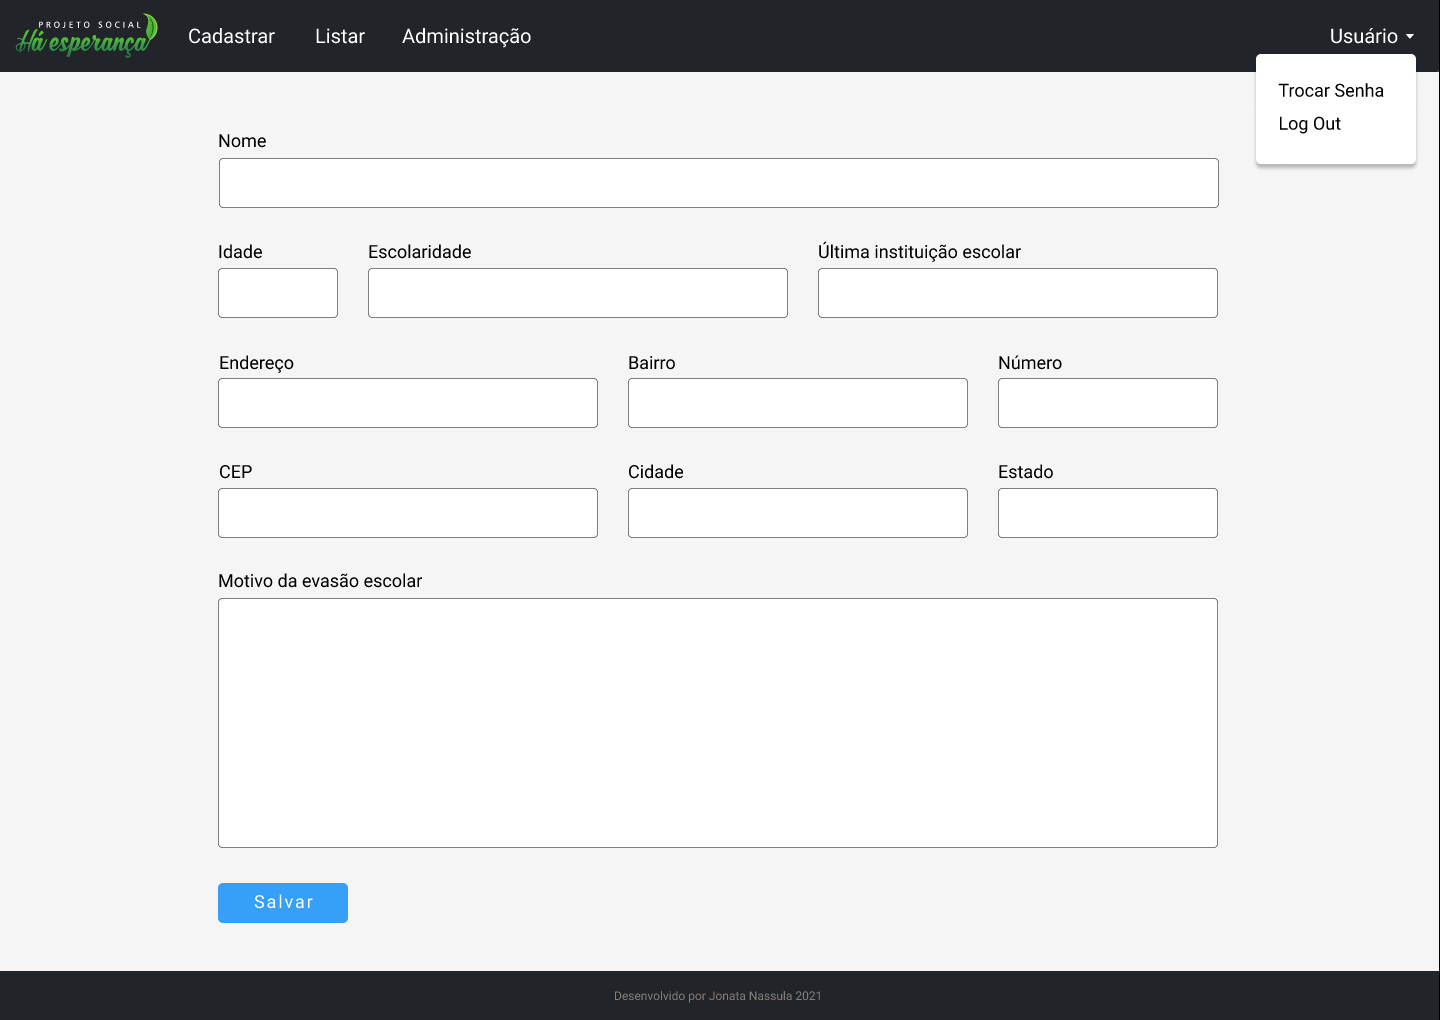 PROJETO SOCIAL
Há esperança
Cadastrar Listar Administração Usuário
Trocar Senha
Log Out
Nome
Idade Escolaridade Última instituição escolar
Endereço Bairro Número
CEP Cidade Estado
Motivo da evasão escolar
Salvar
Desenvolvido por Jonata Nassula 2021